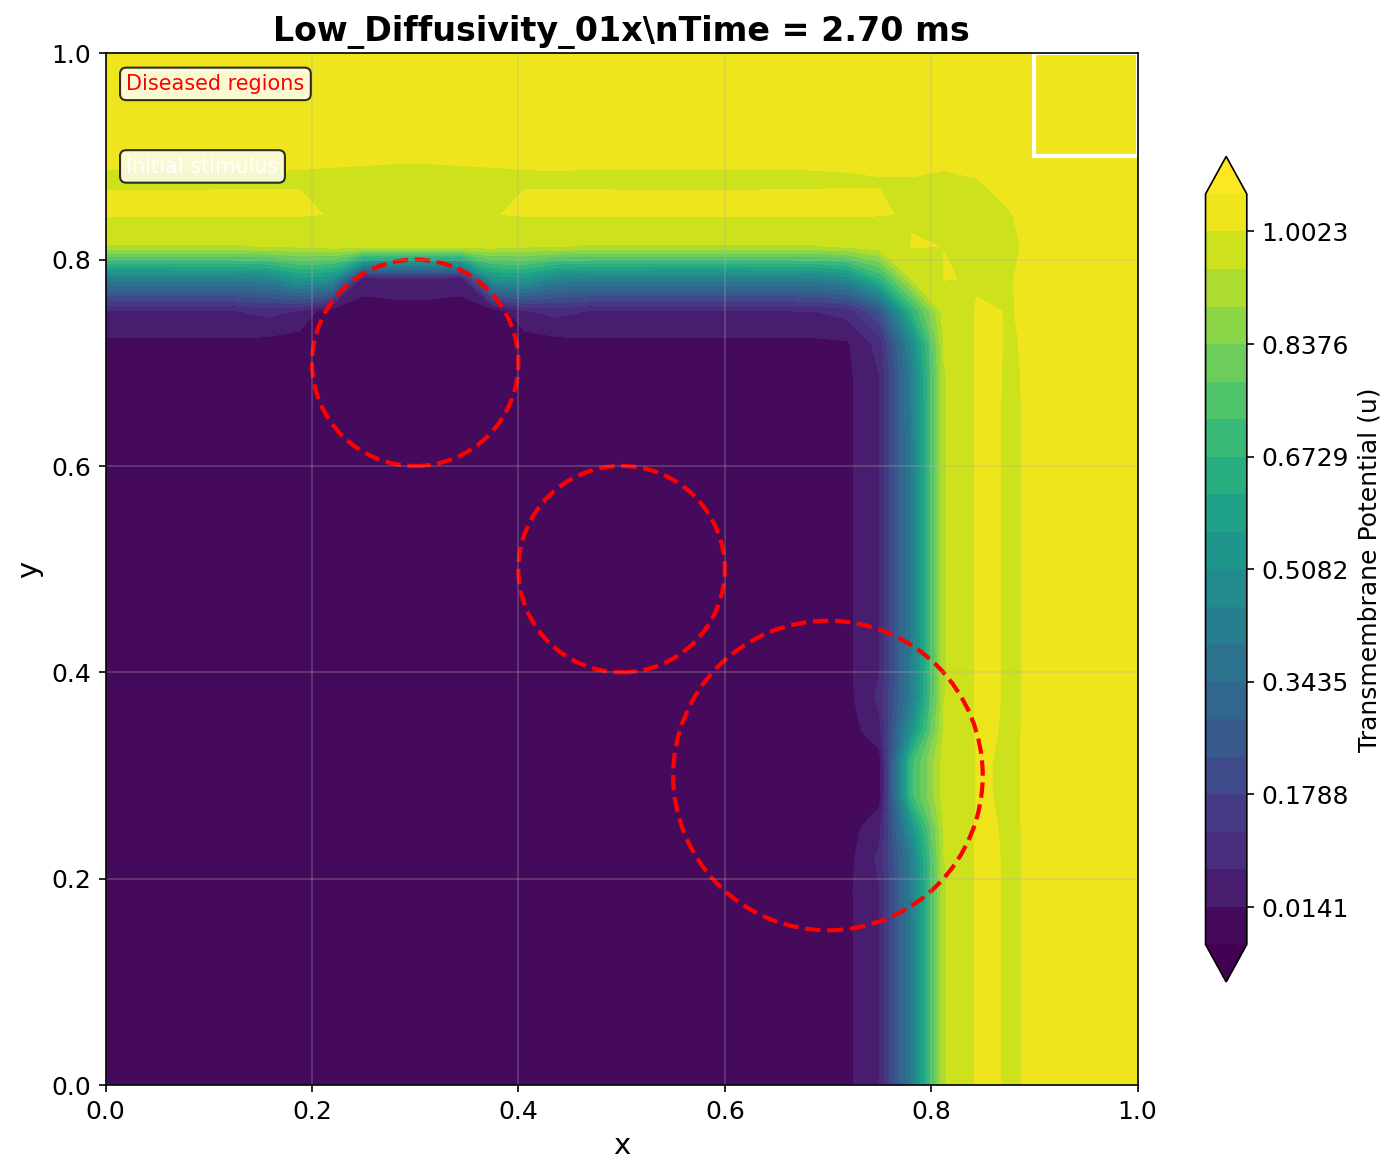 Low_Diffusivity_01x\nTime = 2.70 ms
Diseased regions
Initial stimulus
1.0
0.8
0.6
0.4
0.2
0.0
y
0.0 0.2 0.4 0.6 0.8 1.0
x
1.0023
0.8376
0.6729
0.5082
0.3435
0.1788
0.0141
Transmembrane Potential (u)